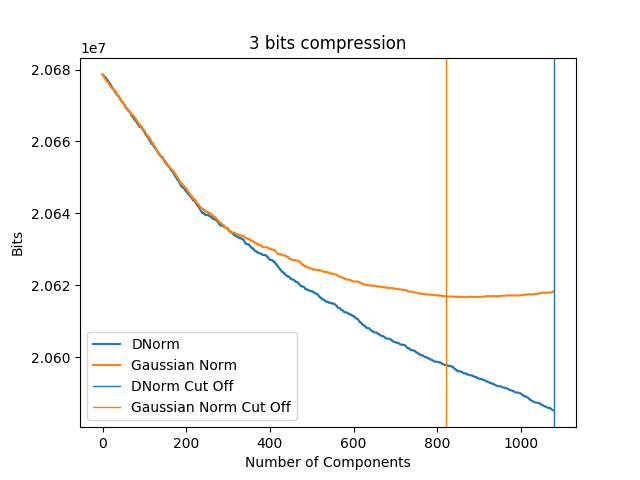 3 bits compression
1e7
2.068
2.066
2.064
2.062
2.060
Bits
DNorm
Gaussian Norm
DNorm Cut Off
Gaussian Norm Cut Off
0 200 400 600 800 1000
Number of Components